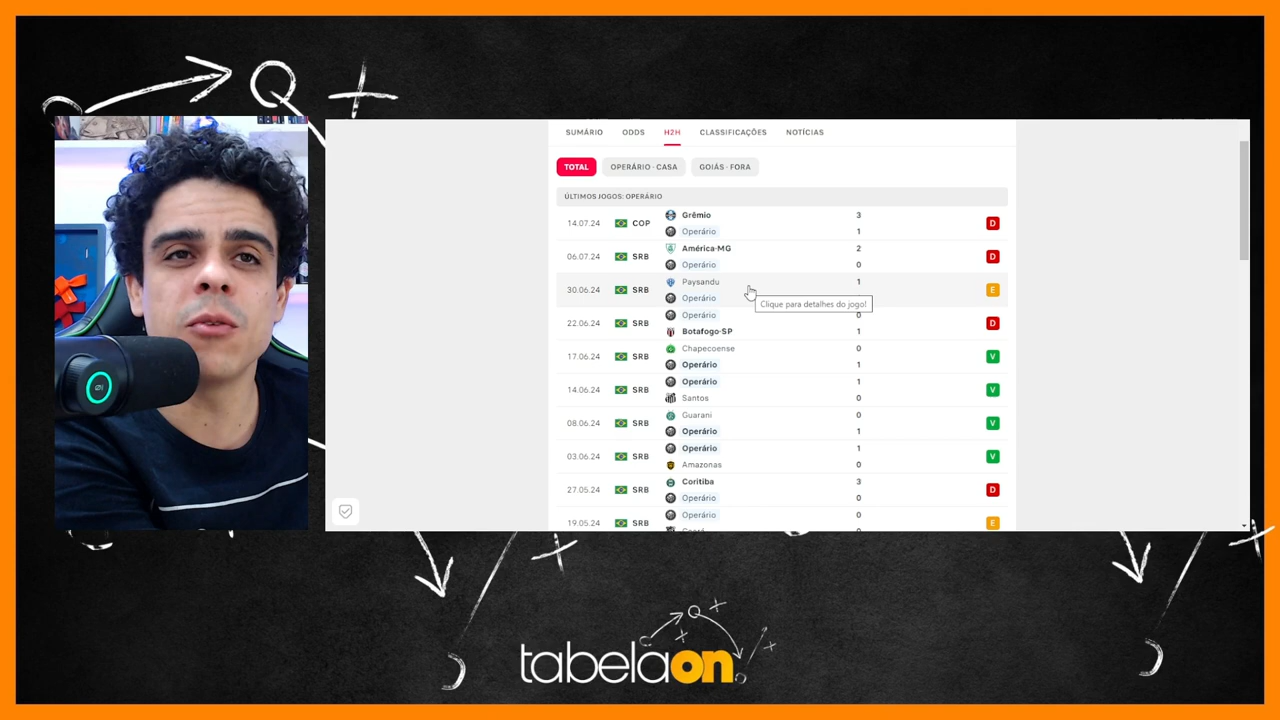 SUMÁRIO ODDS H2H CLASSIFICAÇÕES NOTÍCIAS
TOTAL OPERÁRIO - CASA GOIÁS - FORA
ÚLTIMOS JOGOS: OPERÁRIO
14.07.24 COP Grêmio 3 D
Operário 1
06.07.24 SRB América-MG 2 D
Operário 0
30.06.24 SRB Paysandu 1 E
Operário
Clique para detalhes do jogo!
22.06.24 SRB Operário 0 D
Botafogo-SP 1
17.06.24 SRB Chapecoense 0 V
Operário 1
14.06.24 SRB Operário 1 V
Santos 0
08.06.24 SRB Guarani 0 V
Operário 1
03.06.24 SRB Operário 1 V
Amazonas 0
27.05.24 SRB Coritiba 3 D
Operário 0
19.05.24 SRB Operário 0 E
tabelaon